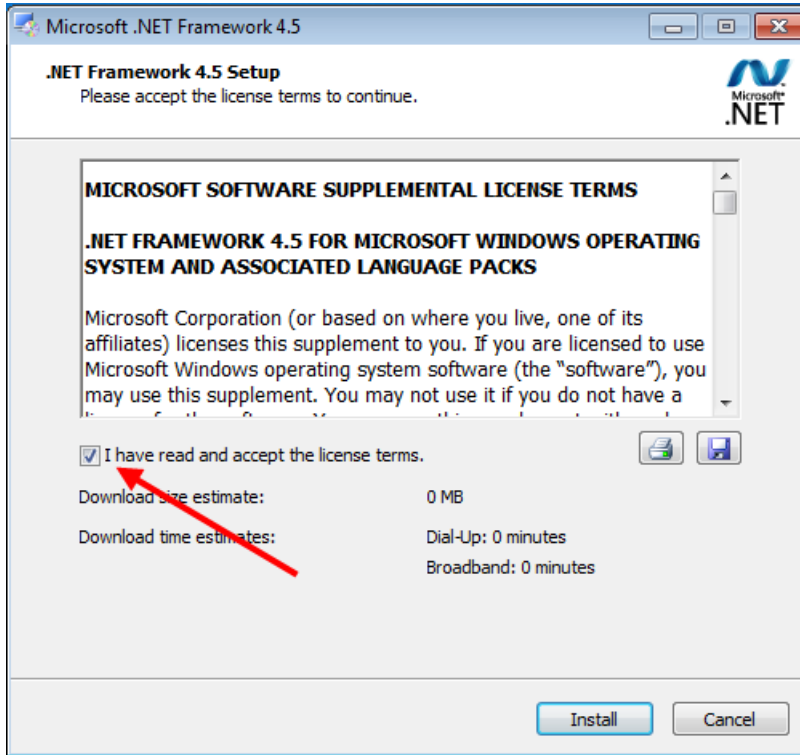 Microsoft .NET Framework 4.5
.NET Framework 4.5 Setup
Please accept the license terms to continue.
Microsoft®
.NET
MICROSOFT SOFTWARE SUPPLEMENTAL LICENSE TERMS
.NET FRAMEWORK 4.5 FOR MICROSOFT WINDOWS OPERATING
SYSTEM AND ASSOCIATED LANGUAGE PACKS
Microsoft Corporation (or based on where you live, one of its
affiliates) licenses this supplement to you. If you are licensed to use
Microsoft Windows operating system software (the “software”), you
may use this supplement. You may not use it if you do not have a
I have read and accept the license terms.
Download size estimate: 0 MB
Download time estimates: Dial-Up: 0 minutes
Broadband: 0 minutes
Install Cancel